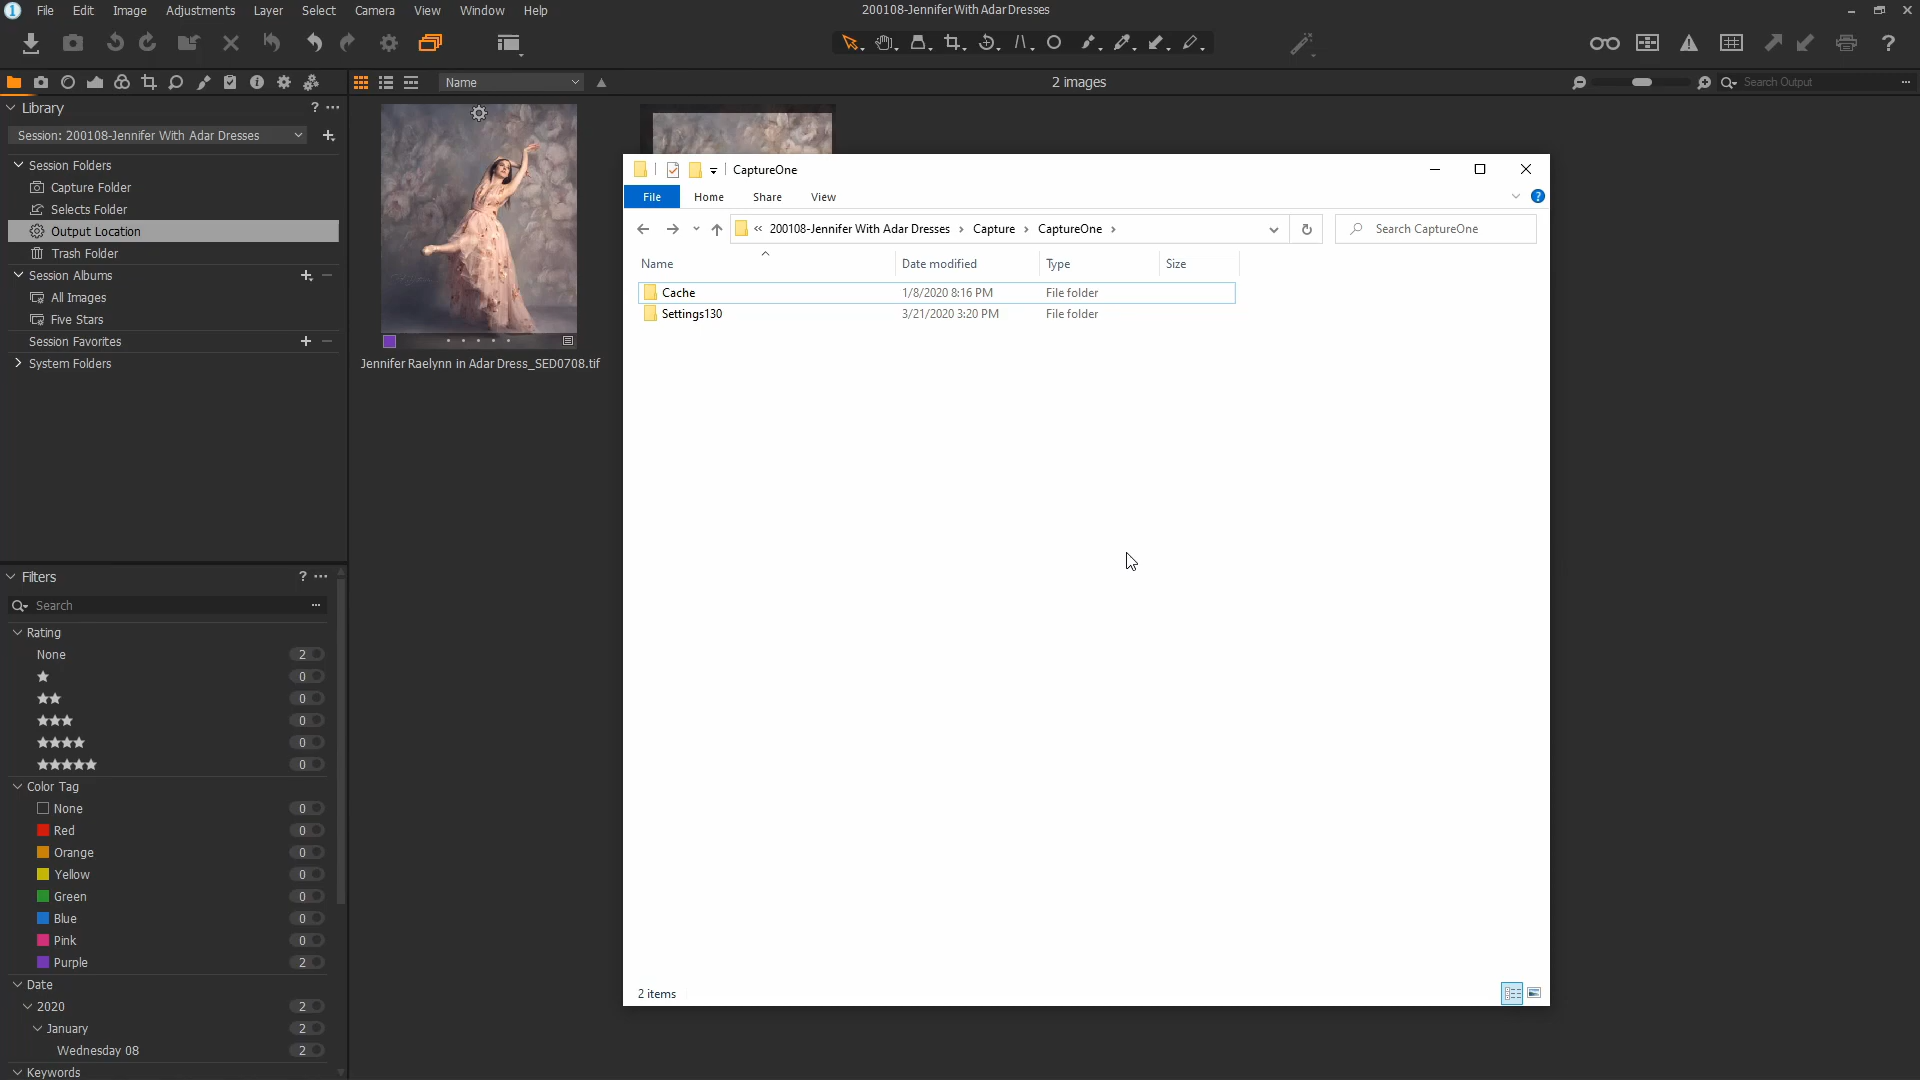 File Edit Image Adjustments Layer Select Camera View Window Help
200108-Jennifer With Adar Dresses
Name
2 images
Search Output
Library
Session: 200108-Jennifer With Adar Dresses
Session Folders
Capture Folder
Selects Folder
Output Location
Trash Folder
Session Albums
All Images
Five Stars
Session Favorites
System Folders
Jennifer Raelynn in Adar Dress_SED0708.tif
Filters
Search
Rating
None 2
0
0
0
0
0
Color Tag
None 0
Red 0
Orange 0
Yellow 0
Green 0
Blue 0
Pink 0
Purple 2
Date
2020 2
January 2
Wednesday 08 2
Keywords
CaptureOne
File Home Share View
« 200108-Jennifer With Adar Dresses > Capture > CaptureOne >
Search CaptureOne
Name Date modified Type Size
Cache 1/8/2020 8:16 PM File folder
Settings130 3/21/2020 3:20 PM File folder
2 items